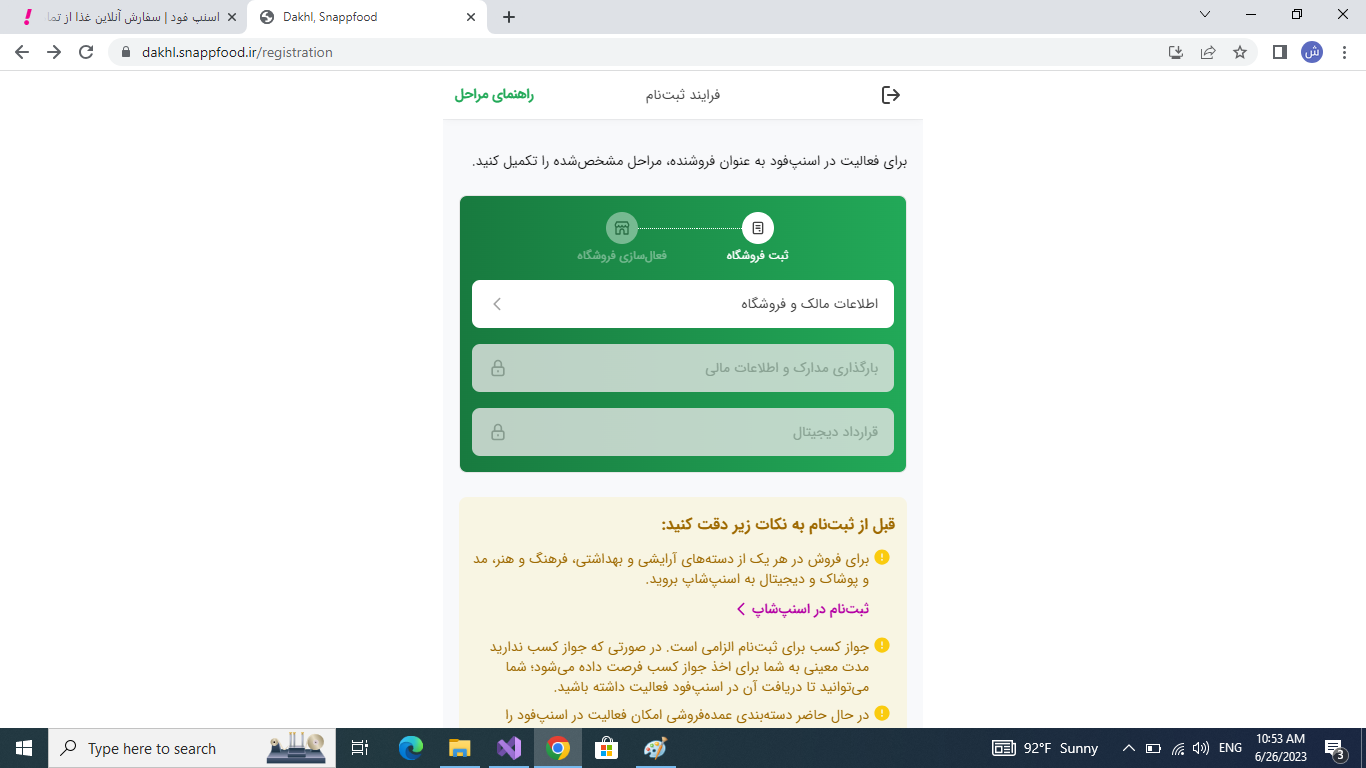 اسنپ فود | سفارش آنلاین غذا از تما
Dakhl, Snappfood
dakhl.snappfood.ir/registration
ش
فرایند ثبت‌نام
راهنمای مراحل
برای فعالیت در اسنپ‌فود به عنوان فروشنده، مراحل مشخص‌شده را تکمیل کنید.
ثبت فروشگاه
فعال‌سازی فروشگاه
اطلاعات مالک و فروشگاه
بارگذاری مدارک و اطلاعات مالی
قرارداد دیجیتال
قبل از ثبت‌نام به نکات زیر دقت کنید:
برای فروش در هر یک از دسته‌های آرایشی و بهداشتی، فرهنگ و هنر، مد
و پوشاک و دیجیتال به اسنپ‌شاپ بروید.
ثبت‌نام در اسنپ‌شاپ
جواز کسب برای ثبت‌نام الزامی است. در صورتی که جواز کسب ندارید
مدت معینی به شما برای اخذ جواز کسب فرصت داده می‌شود؛ شما
می‌توانید تا دریافت آن در اسنپ‌فود فعالیت داشته باشید.
در حال حاضر دسته‌بندی عمده‌فروشی امکان فعالیت در اسنپ‌فود را
Type here to search
92°F Sunny
ENG
10:53 AM
6/26/2023
3